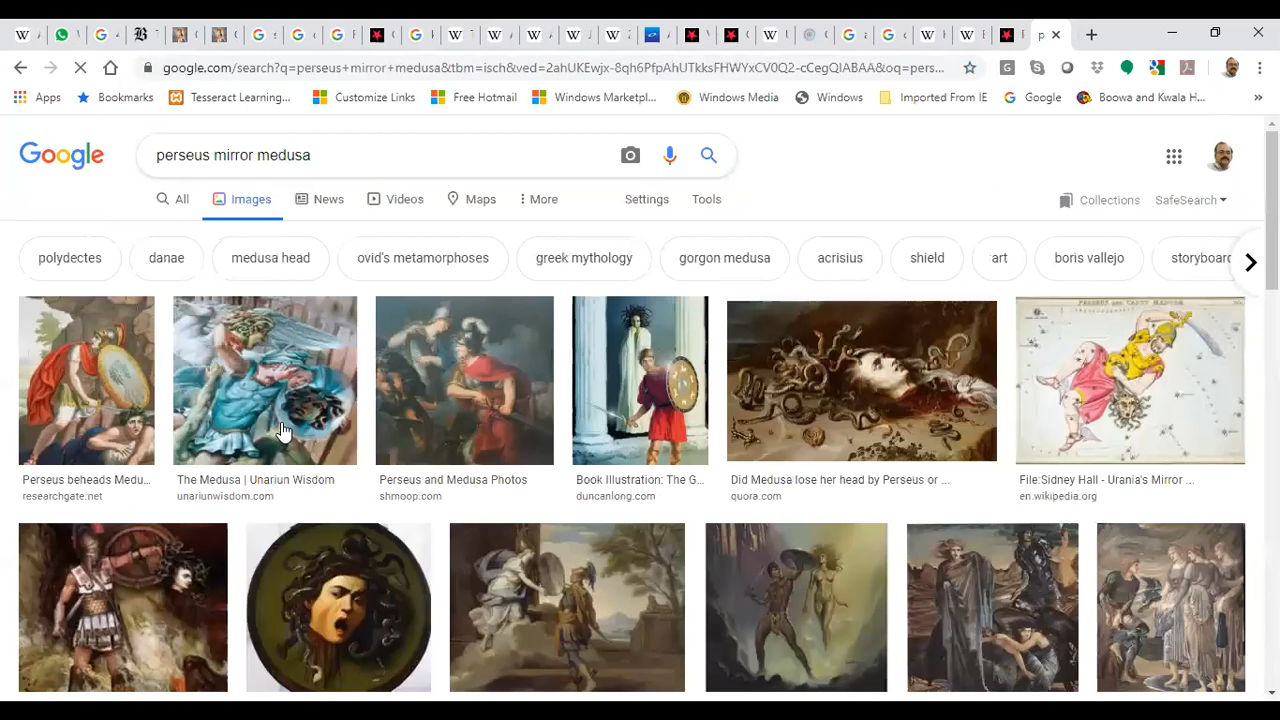 google.com/search?q=perseus+mirror+medusa&tbm=isch&ved=2ahUKEwjx-8qh6PfpAhUTkksFHWYxCV0Q2-cCegQIABAA&oq=pers...
Apps Bookmarks Tesseract Learning... Customize Links Free Hotmail Windows Marketpl... Windows Media Windows Imported From IE Google Boowa and Kwala H...
Google perseus mirror medusa
All Images News Videos Maps More Settings Tools Collections SafeSearch
polydectes danae medusa head ovid's metamorphoses greek mythology gorgon medusa acrisius shield art boris vallejo storyboard
Perseus beheads Medu... The Medusa | Unariun Wisdom Perseus and Medusa Photos Book Illustration: The G... Did Medusa lose her head by Perseus or ... File:Sidney Hall - Urania's Mirror ...
researchgate.net unariunwisdom.com shmoop.com duncanlong.com quora.com en.wikipedia.org